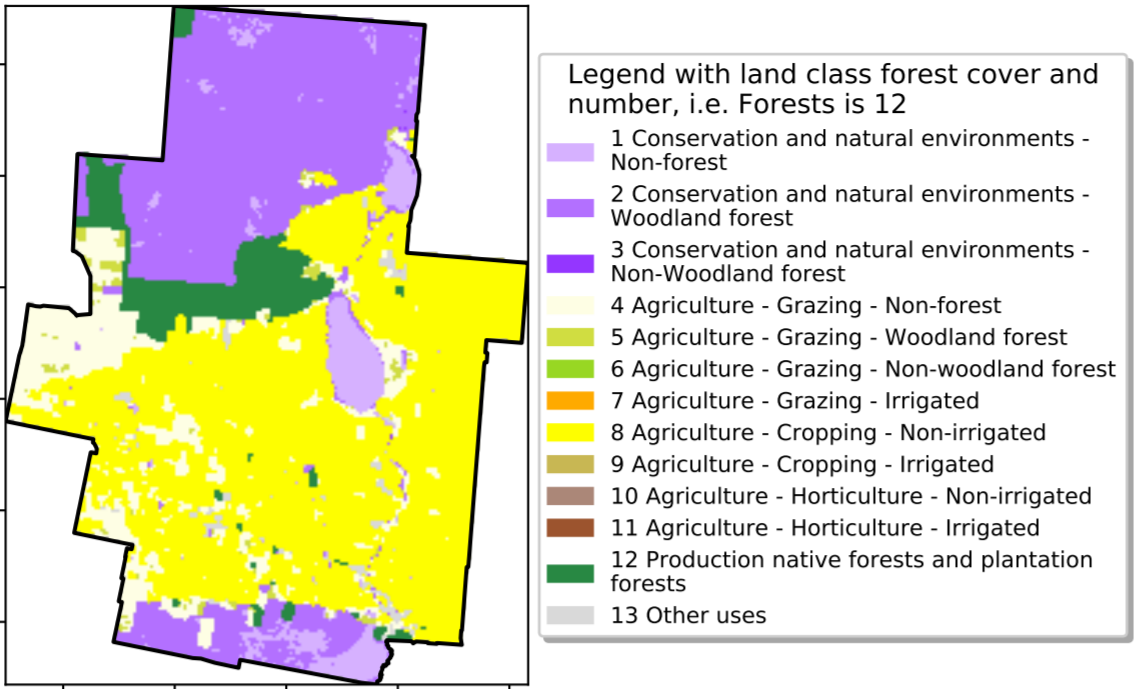 Legend with land class forest cover and
number, i.e. Forests is 12
1 Conservation and natural environments -
Non-forest
2 Conservation and natural environments -
Woodland forest
3 Conservation and natural environments -
Non-Woodland forest
4 Agriculture - Grazing - Non-forest
5 Agriculture - Grazing - Woodland forest
6 Agriculture - Grazing - Non-woodland forest
7 Agriculture - Grazing - Irrigated
8 Agriculture - Cropping - Non-irrigated
9 Agriculture - Cropping - Irrigated
10 Agriculture - Horticulture - Non-irrigated
11 Agriculture - Horticulture - Irrigated
12 Production native forests and plantation
forests
13 Other uses